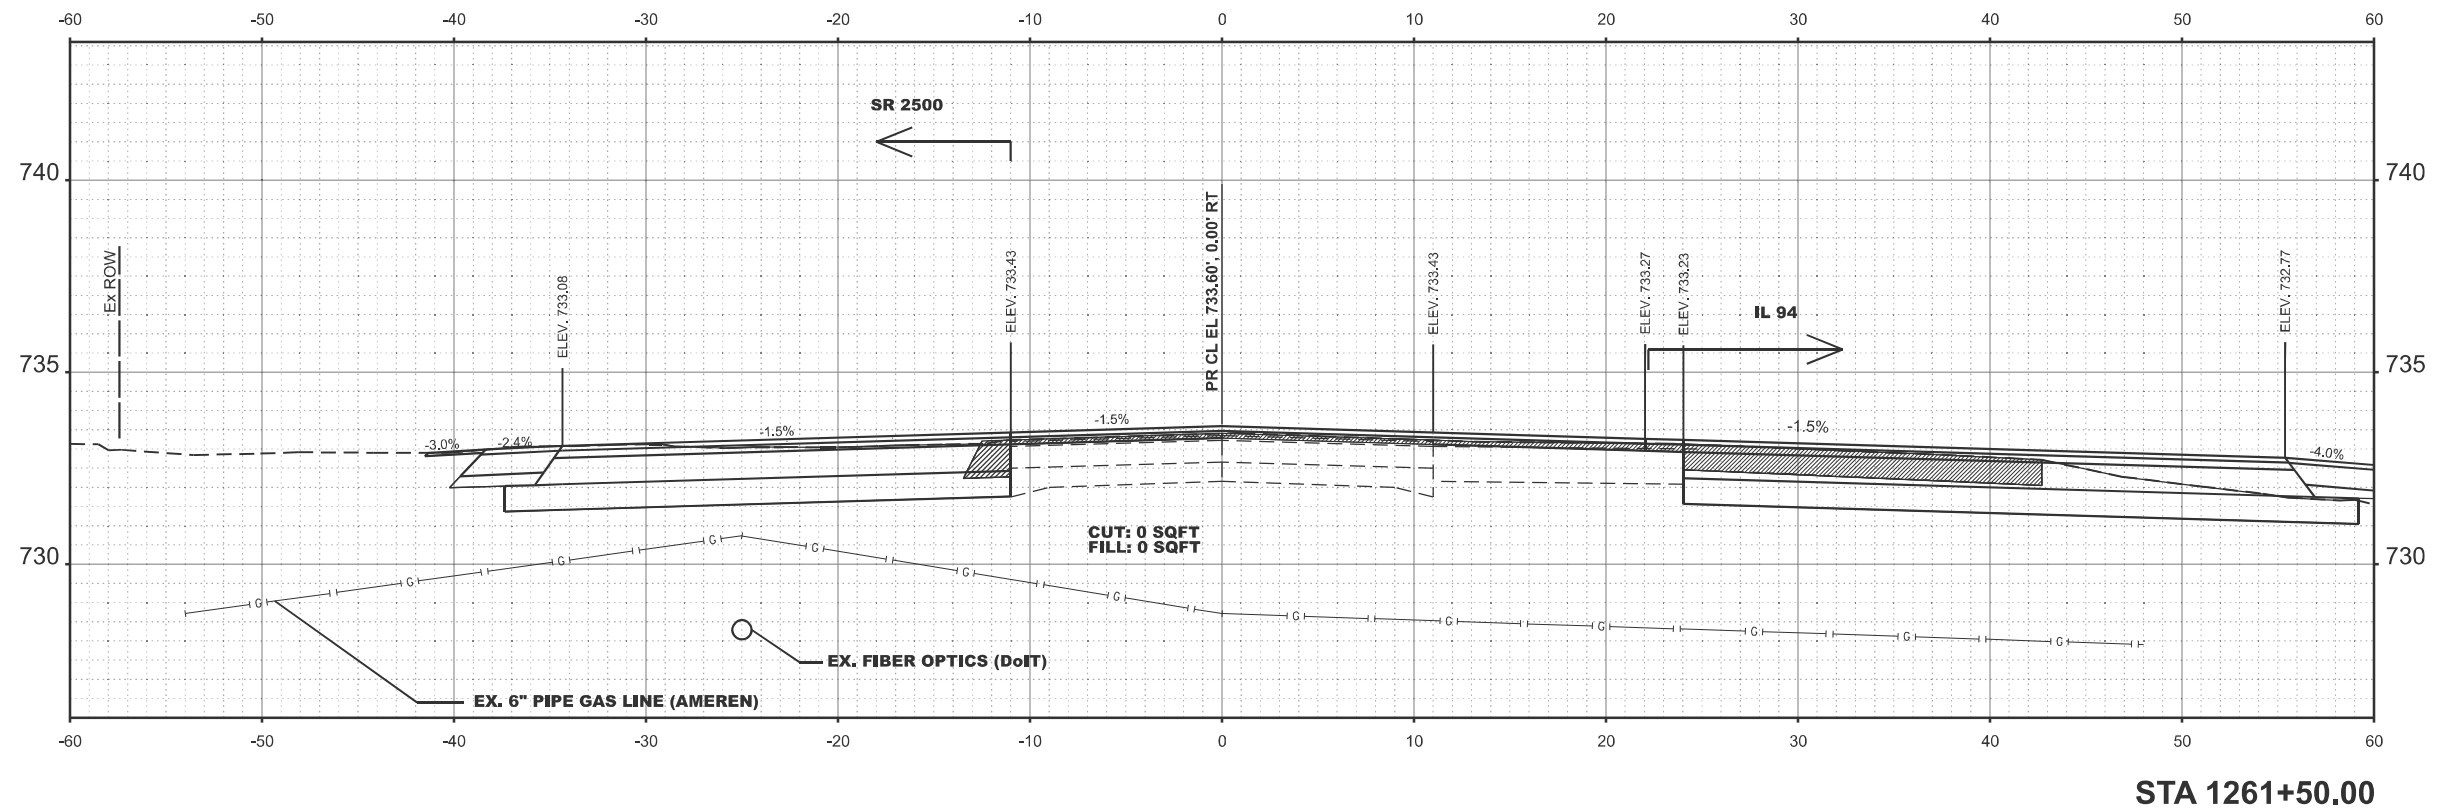 -60 -50 -40 -30 -20 -10 0 10 20 30 40 50 60
SR 2500
740 740
Ex ROW
ELEV. 733.08
ELEV. 733.43
PR CL EL 733.60', 0.00' RT
ELEV. 733.43
ELEV. 733.27
ELEV. 733.23
IL 94
ELEV. 732.77
735 735
-3.0% -2.4% -1.5% -1.5% -1.5% -4.0%
CUT: 0 SQFT
FILL: 0 SQFT
730 730
G G G G G G G G G G G G G
EX. FIBER OPTICS (DoIT)
EX. 6" PIPE GAS LINE (AMEREN)
-60 -50 -40 -30 -20 -10 0 10 20 30 40 50 60
STA 1261+50.00